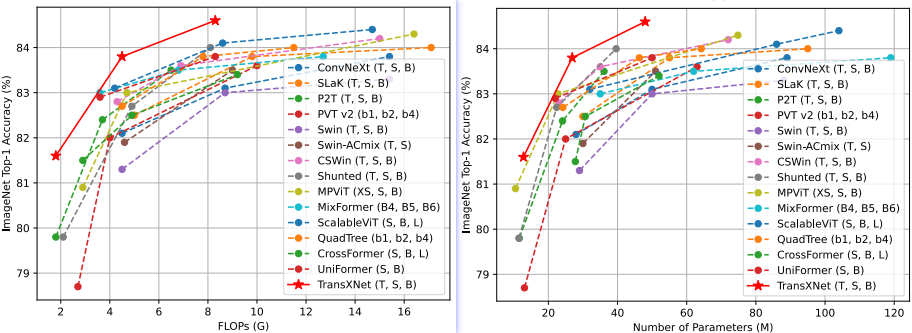 ImageNet Top-1 Accuracy (%)
84
83
82
81
80
79
2
4
6
8
10
12
14
16
FLOPs (G)
ConvNeXt (T, S, B)
SLaK (T, S, B)
P2T (T, S, B)
PVT v2 (b1, b2, b4)
Swin (T, S, B)
Swin-ACmix (T, S)
CSWin (T, S, B)
Shunted (T, S, B)
MPViT (XS, S, B)
MixFormer (B4, B5, B6)
ScalableViT (S, B, L)
QuadTree (b1, b2, b4)
CrossFormer (S, B, L)
UniFormer (S, B)
TransXNet (T, S, B)
ImageNet Top-1 Accuracy (%)
84
83
82
81
80
79
20
40
60
80
100
120
Number of Parameters (M)
ConvNeXt (T, S, B)
SLaK (T, S, B)
P2T (T, S, B)
PVT v2 (b1, b2, b4)
Swin (T, S, B)
Swin-ACmix (T, S)
CSWin (T, S, B)
Shunted (T, S, B)
MPViT (XS, S, B)
MixFormer (B4, B5, B6)
ScalableViT (S, B, L)
QuadTree (b1, b2, b4)
CrossFormer (S, B, L)
UniFormer (S, B)
TransXNet (T, S, B)